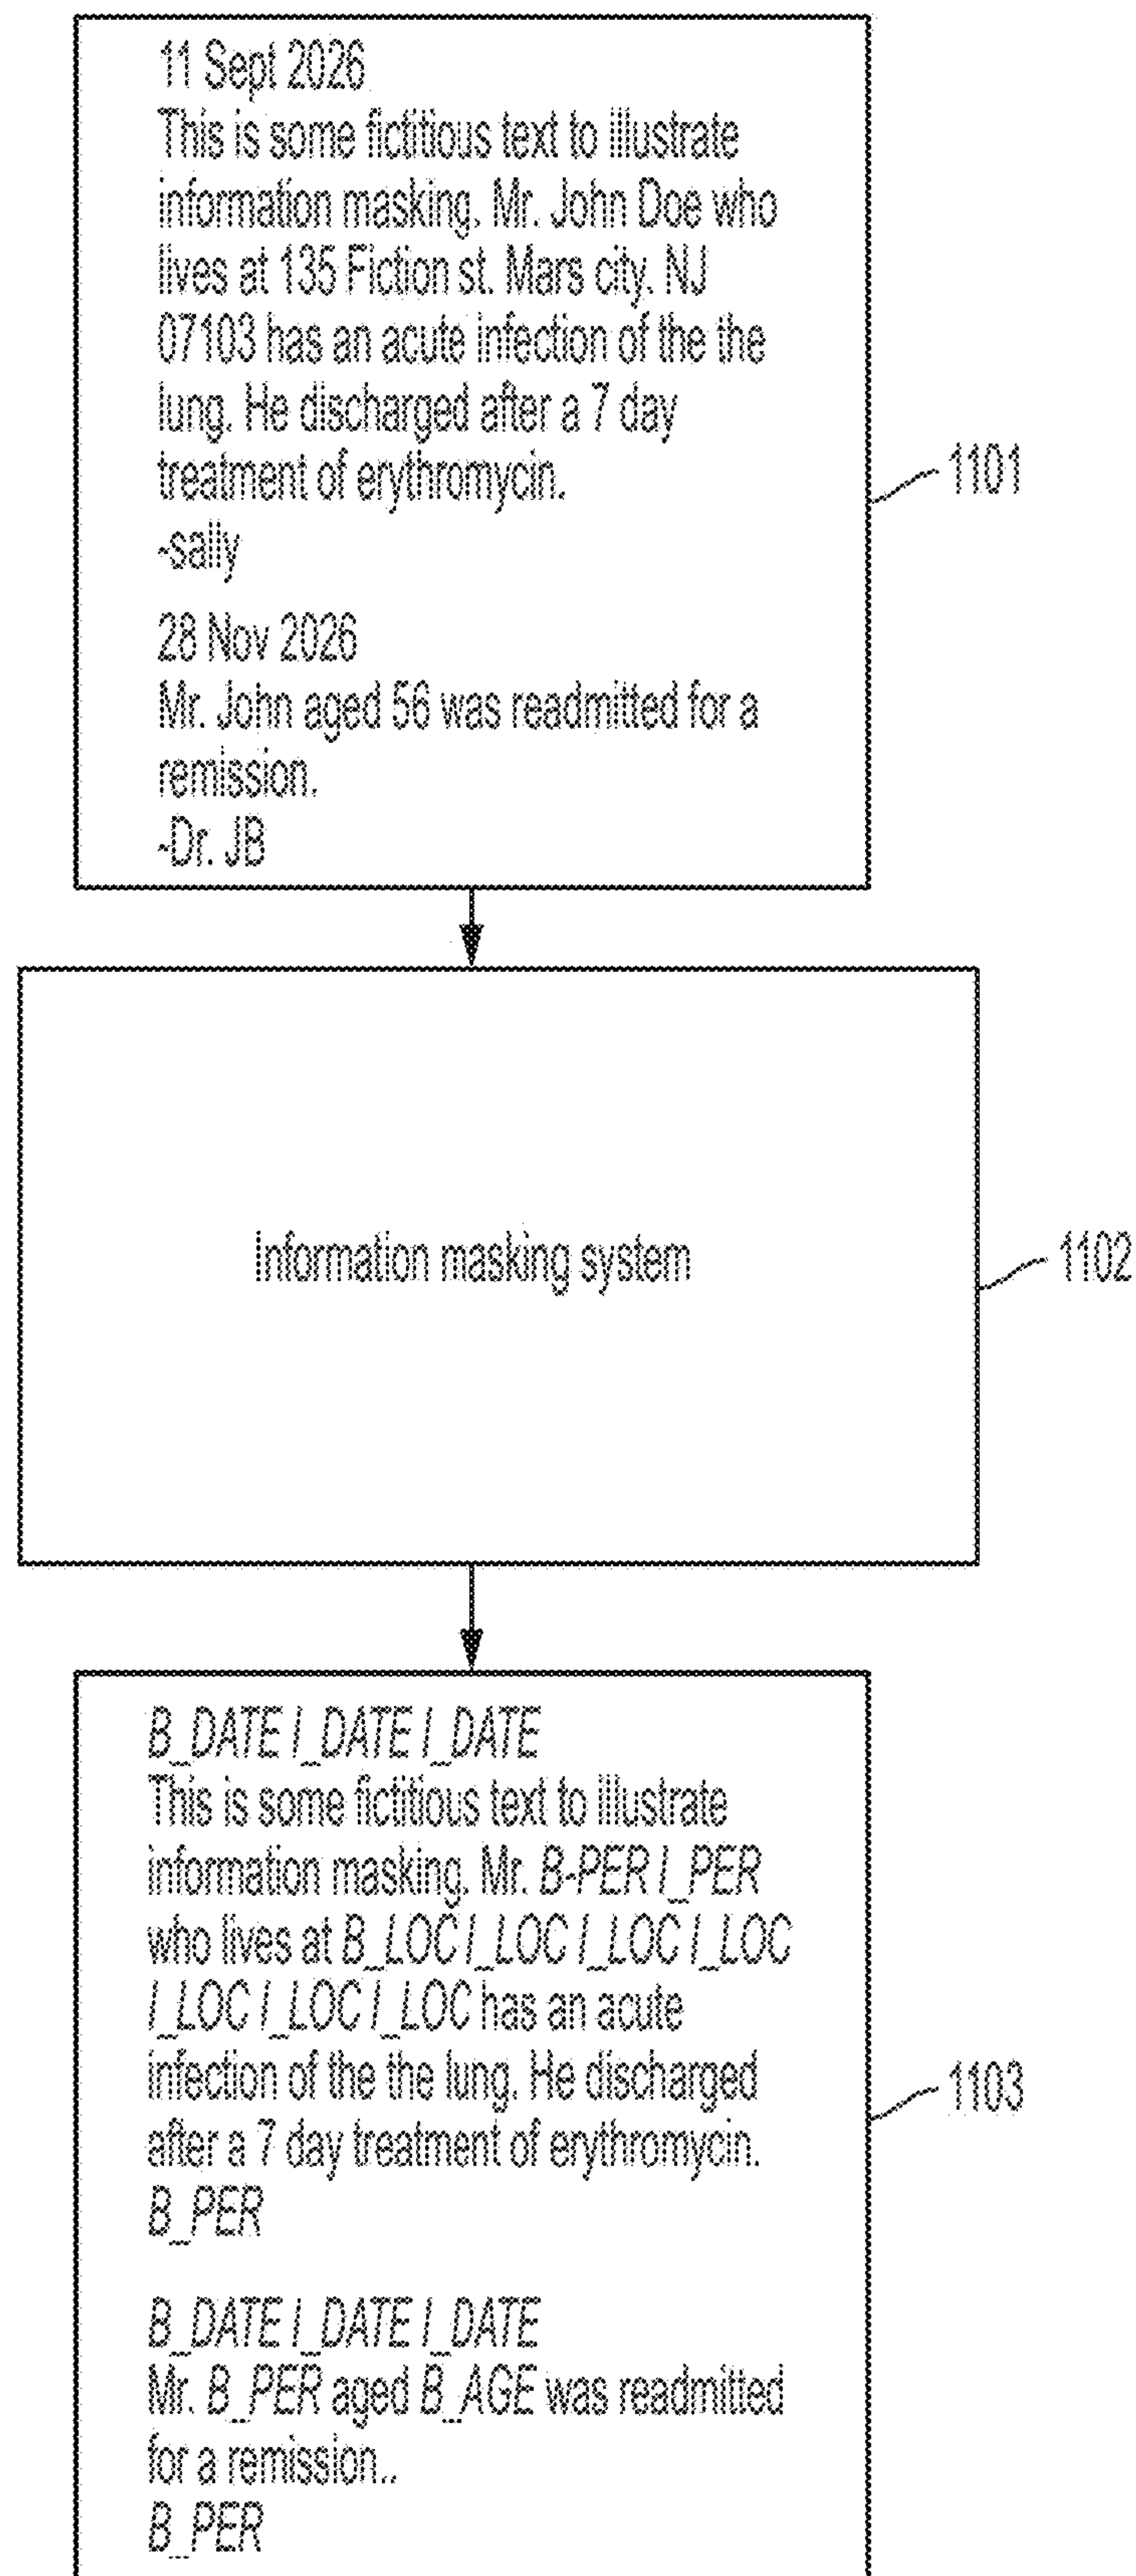 11 Sept 2026
This is some fictitious text to illustrate
information masking. Mr. John Doe who
lives at 135 Fiction st. Mars city. NJ
07103 has an acute infection of the the
lung. He discharged after a 7 day
treatment of erythromycin.
-sally
28 Nov 2026
Mr. John aged 56 was readmitted for a
remission.
-Dr. JB
1101
Information masking system
1102
B_DATE I_DATE I_DATE
This is some fictitious text to illustrate
information masking. Mr. B-PER I_PER
who lives at B_LOC I_LOC I_LOC I_LOC
I_LOC I_LOC I_LOC has an acute
infection of the the lung. He discharged
after a 7 day treatment of erythromycin.
B_PER
B_DATE I_DATE I_DATE
Mr. B_PER aged B_AGE was readmitted
for a remission..
B_PER
1103